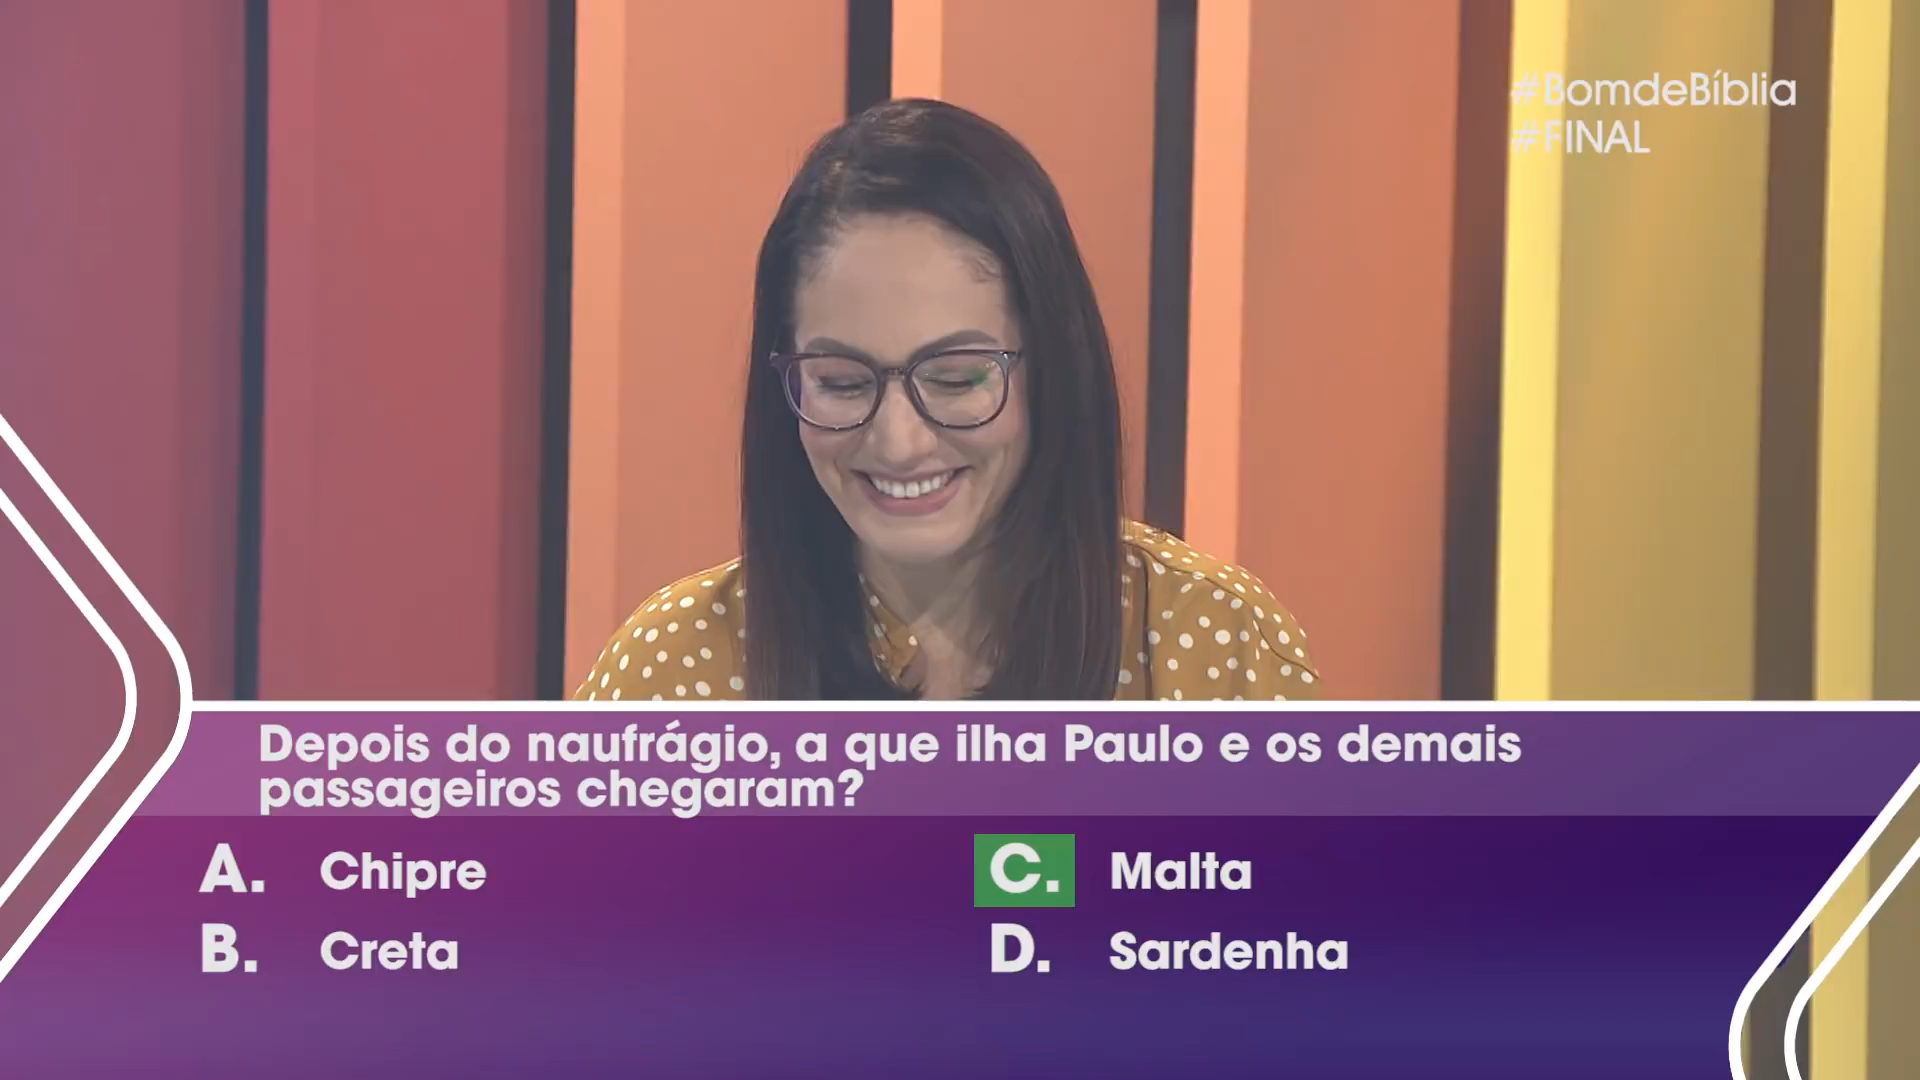 #BomdeBíblia
#FINAL
Depois do naufrágio, a que ilha Paulo e os demais
passageiros chegaram?
A. Chipre
B. Creta
C. Malta
D. Sardenha